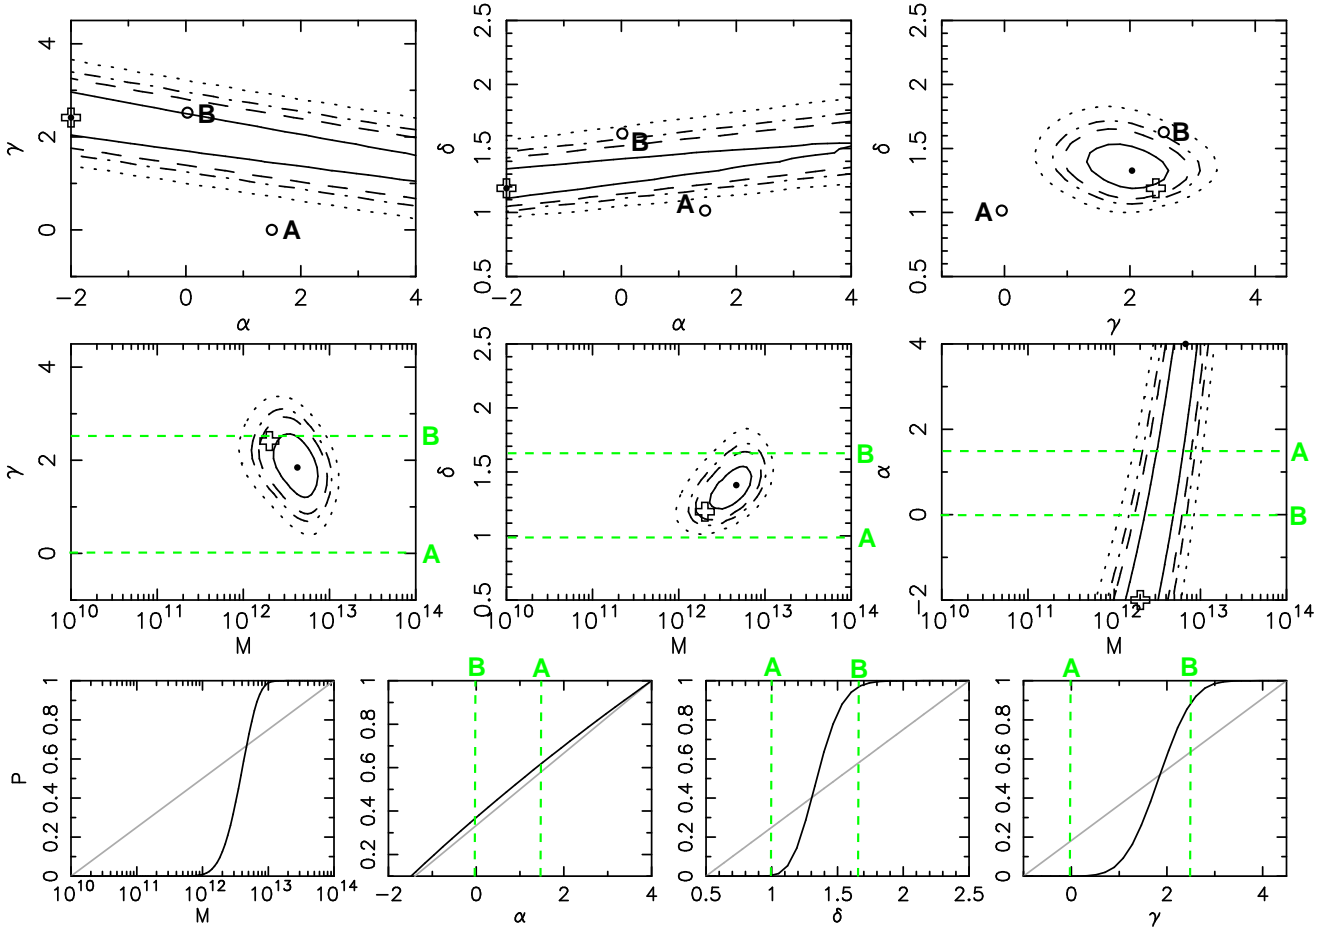 4 2 0 γ B A −2 0 2 4 α
2.5 2 1.5 1 0.5 δ B A −2 0 2 4 α
2.5 2 1.5 1 0.5 δ B A 0 2 4 γ
4 2 0 γ B A 10^10 10^11 10^12 10^13 10^14 M
2.5 2 1.5 1 0.5 δ B A 10^10 10^11 10^12 10^13 10^14 M
4 2 0 −2 α A B 10^10 10^11 10^12 10^13 10^14 M
1 0.8 0.6 0.4 0.2 0 P 10^10 10^11 10^12 10^13 10^14 M
B A 1 0.8 0.6 0.4 0.2 −2 0 2 4 α
A B 1 0.8 0.6 0.4 0.2 0 0.5 1 1.5 2 2.5 δ
A B 1 0.8 0.6 0.4 0.2 0 0 2 4 γ